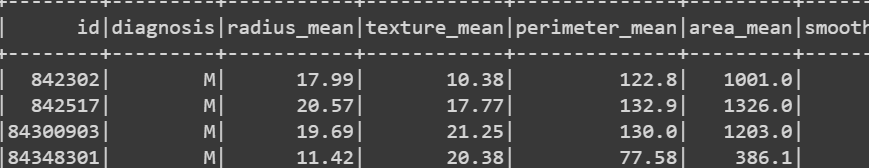 | id|diagnosis|radius_mean|texture_mean|perimeter_mean|area_mean|smooth
| 842302| M| 17.99| 10.38| 122.8| 1001.0|
| 842517| M| 20.57| 17.77| 132.9| 1326.0|
|84300903| M| 19.69| 21.25| 130.0| 1203.0|
|84348301| M| 11.42| 20.38| 77.58| 386.1|